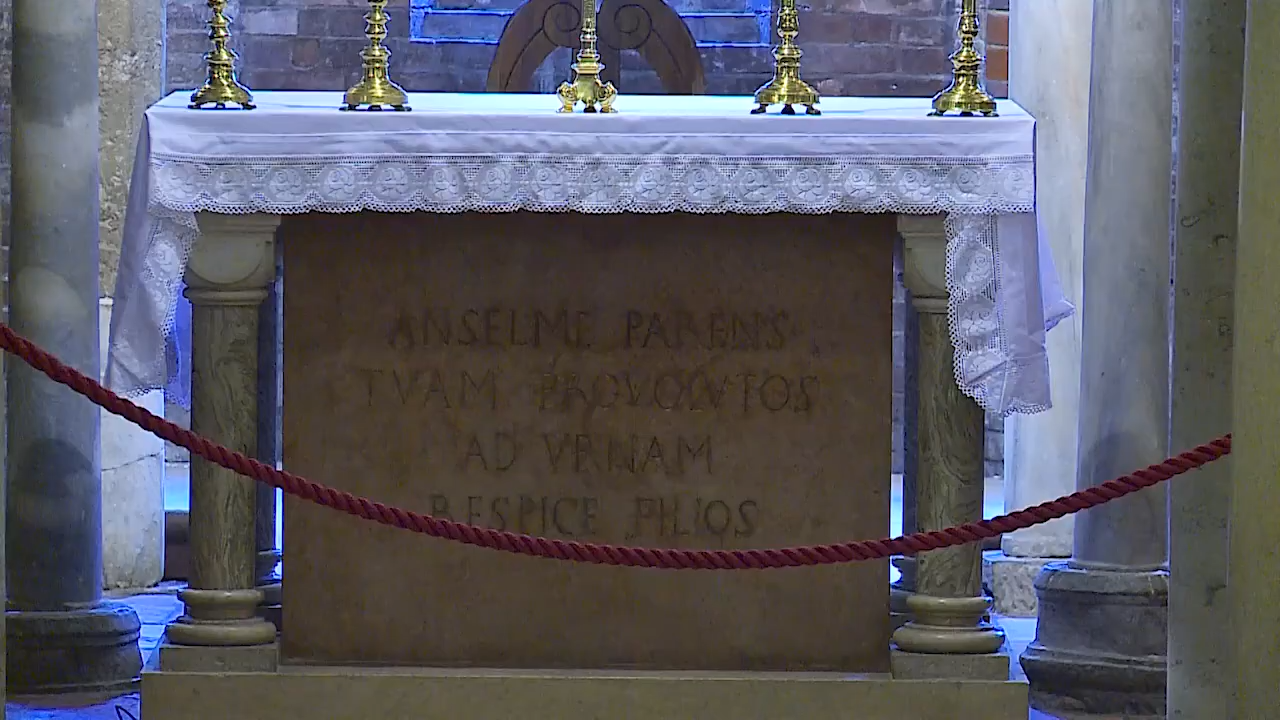 ANSELME PARENS
TVAM PROVOLVTOS
AD VRNAM
RESPICE FILIOS